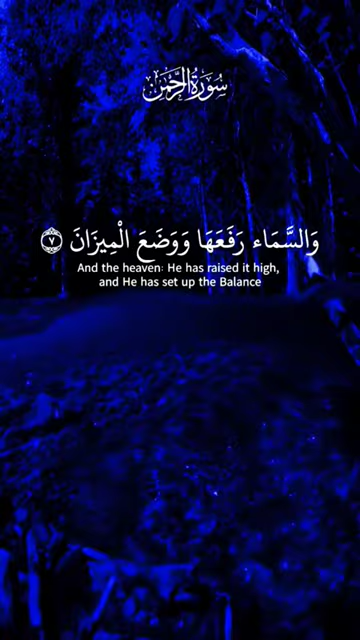 سُورَةُ الرَّحْمَن
وَالسَّمَاء رَفَعَهَا وَوَضَعَ الْمِيزَانَ ٧
And the heaven: He has raised it high,
and He has set up the Balance